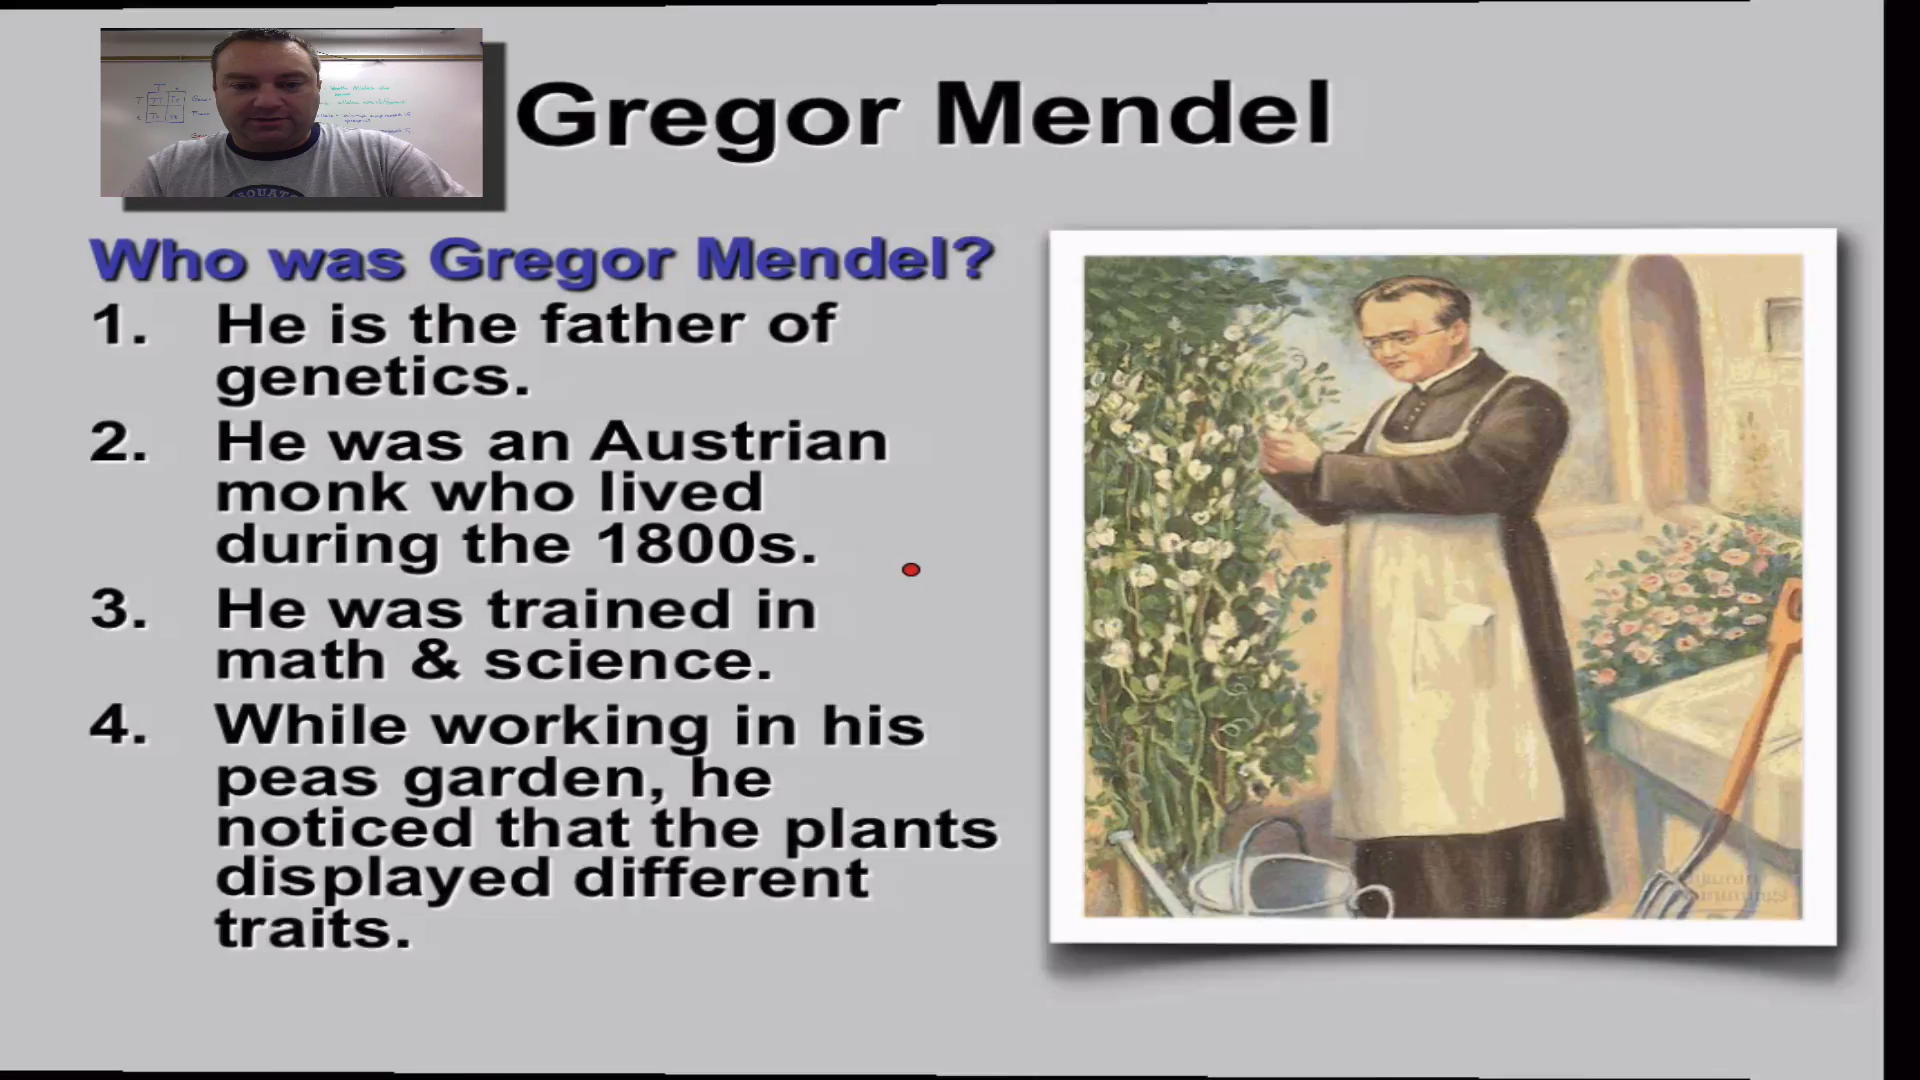 Gregor Mendel
Who was Gregor Mendel?
1. He is the father of
genetics.
2. He was an Austrian
monk who lived
during the 1800s.
3. He was trained in
math & science.
4. While working in his
peas garden, he
noticed that the plants
displayed different
traits.